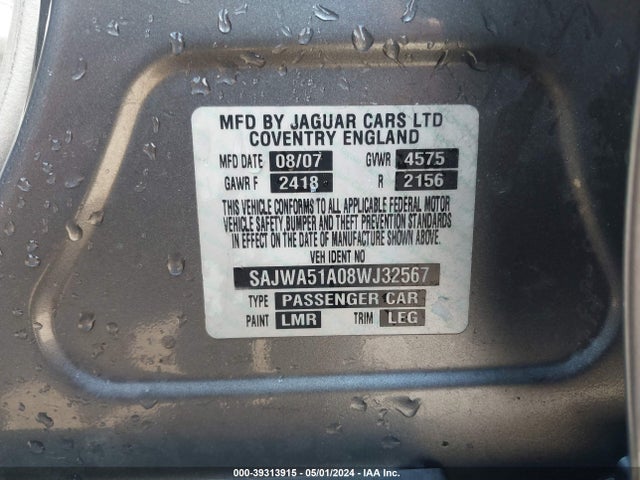 MFD BY JAGUAR CARS LTD
COVENTRY ENGLAND
MFD DATE 08/07 GVWR 4575
GAWR F 2418 R 2156
THIS VEHICLE CONFORMS TO ALL APPLICABLE FEDERAL MOTOR
VEHICLE SAFETY,BUMPER AND THEFT PREVENTION STANDARDS
IN EFFECT ON THE DATE OF MANUFACTURE SHOWN ABOVE.
VEH IDENT NO
SAJWA51A08WJ32567
TYPE PASSENGER CAR
PAINT LMR TRIM LEG
000-39313915 - 05/01/2024 - IAA Inc.